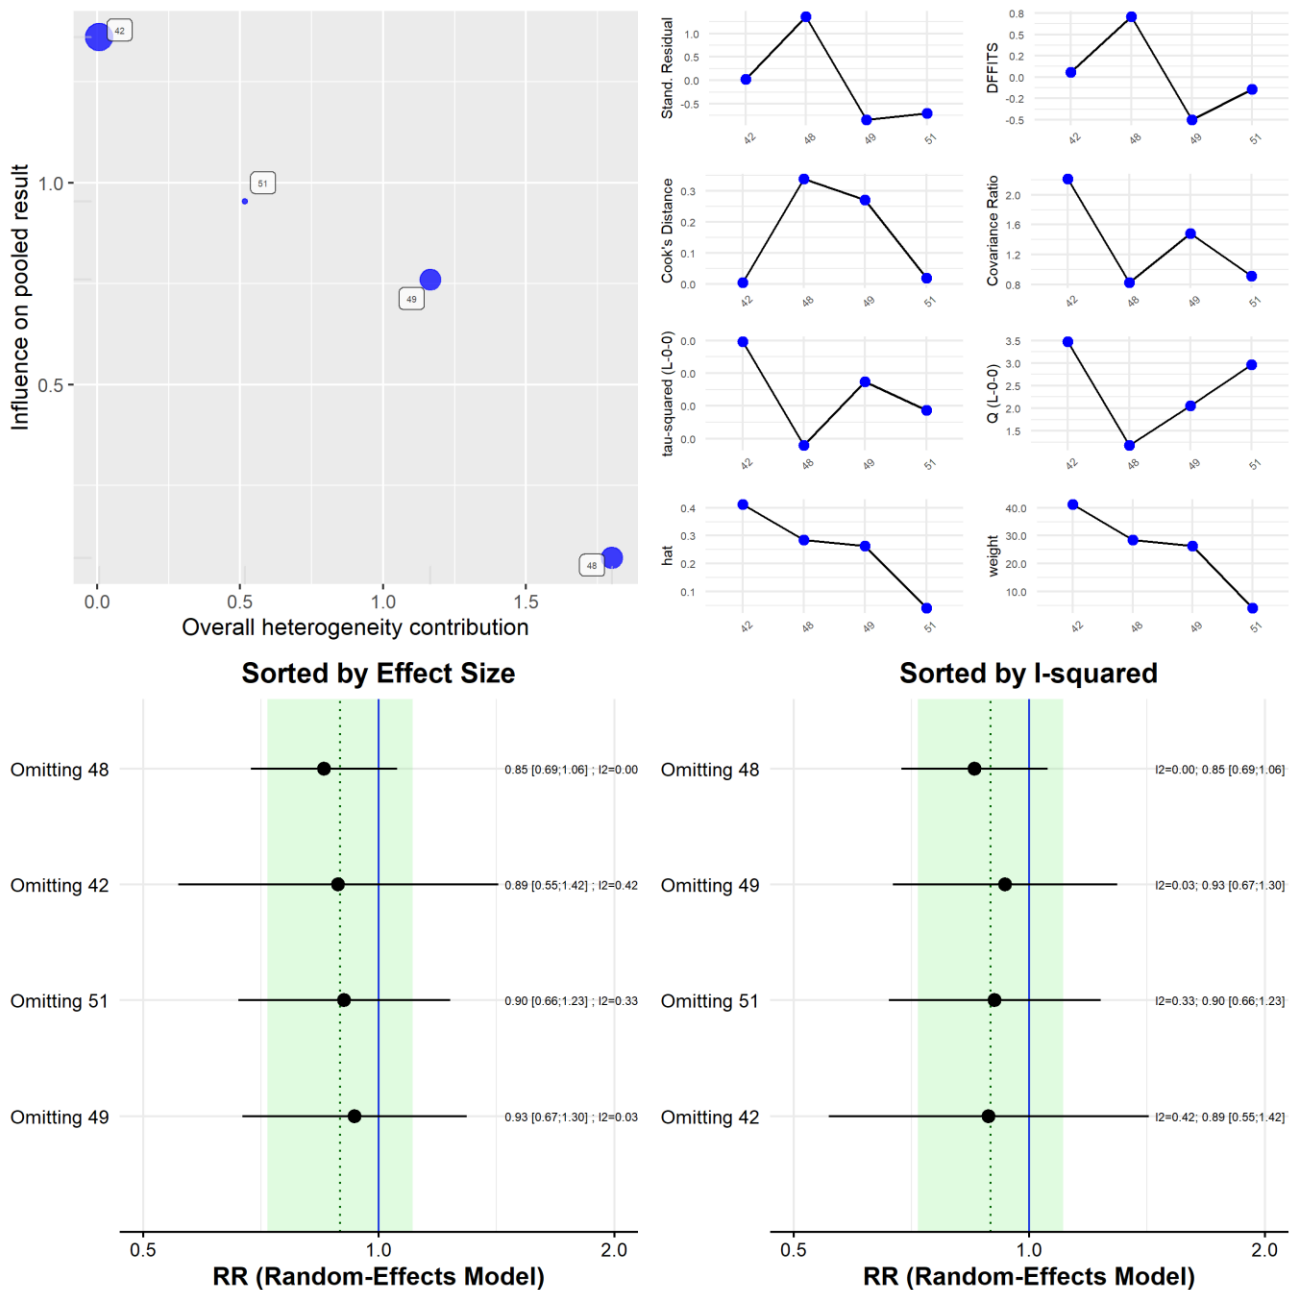 42
51
49
48
1.0
0.5
0.0
0.5
1.0
1.5
Influence on pooled result
Overall heterogeneity contribution
Stand. Residual
1.0
0.5
0.0
-0.5
42
48
49
51
DFFITS
0.8
0.5
0.2
0.0
-0.2
-0.5
42
48
49
51
Cook's Distance
0.3
0.2
0.1
0.0
42
48
49
51
Covariance Ratio
2.0
1.6
1.2
0.8
42
48
49
51
tau-squared (L-0-0)
0.0
0.0
0.0
0.0
42
48
49
51
Q (L-0-0)
3.5
3.0
2.5
2.0
1.5
42
48
49
51
hat
0.4
0.3
0.2
0.1
42
48
49
51
weight
40.0
30.0
20.0
10.0
42
48
49
51
Sorted by Effect Size
Omitting 48
0.85 [0.69;1.06] ; I2=0.00
Omitting 42
0.89 [0.55;1.42] ; I2=0.42
Omitting 51
0.90 [0.66;1.23] ; I2=0.33
Omitting 49
0.93 [0.67;1.30] ; I2=0.03
0.5
1.0
2.0
RR (Random-Effects Model)
Sorted by I-squared
Omitting 48
I2=0.00; 0.85 [0.69;1.06]
Omitting 49
I2=0.03; 0.93 [0.67;1.30]
Omitting 51
I2=0.33; 0.90 [0.66;1.23]
Omitting 42
I2=0.42; 0.89 [0.55;1.42]
0.5
1.0
2.0
RR (Random-Effects Model)